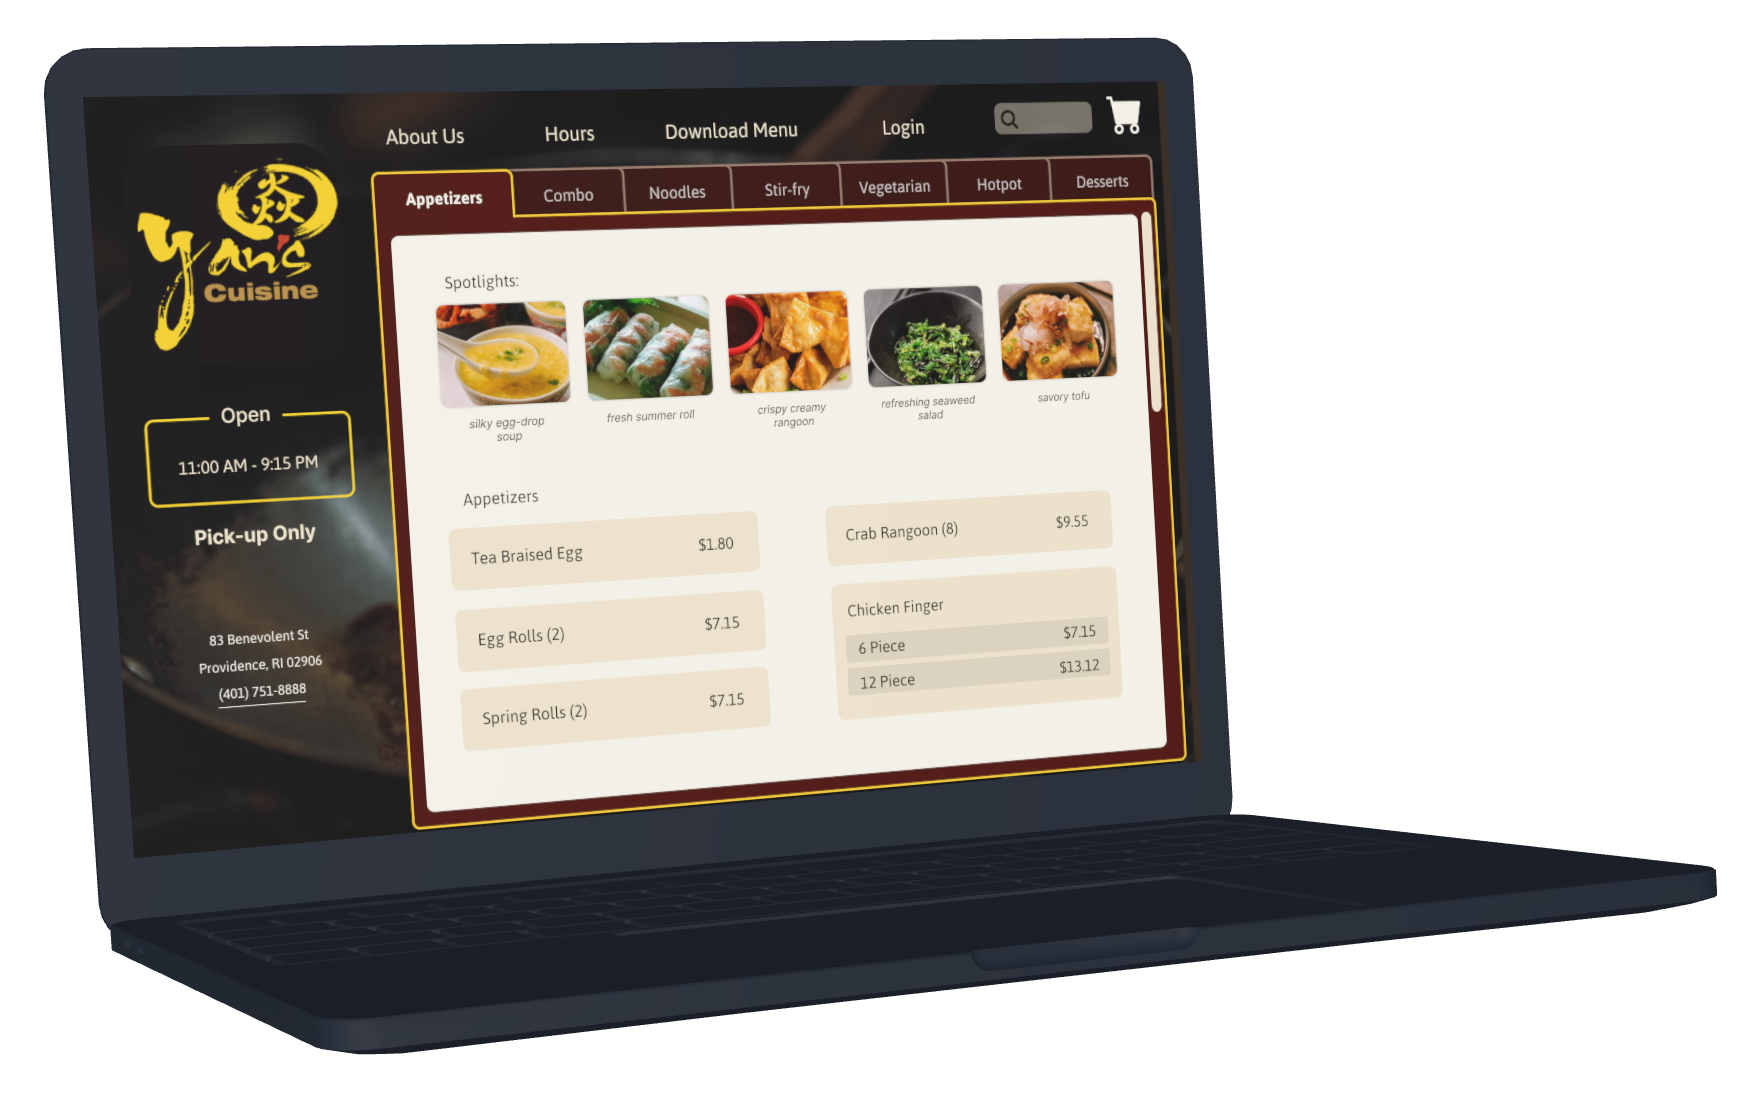 About Us
Hours
Download Menu
Login
焱
yan's
Cuisine
Appetizers
Combo
Noodles
Stir-fry
Vegetarian
Hotpot
Desserts
Open
11:00 AM - 9:15 PM
Pick-up Only
83 Benevolent St
Providence, RI 02906
(401) 751-8888
Spotlights:
silky egg-drop
soup
fresh summer roll
crispy creamy
rangoon
refreshing seaweed
salad
savory tofu
Appetizers
Tea Braised Egg $1.80
Egg Rolls (2) $7.15
Spring Rolls (2) $7.15
Crab Rangoon (8) $9.55
Chicken Finger
6 Piece $7.15
12 Piece $13.12